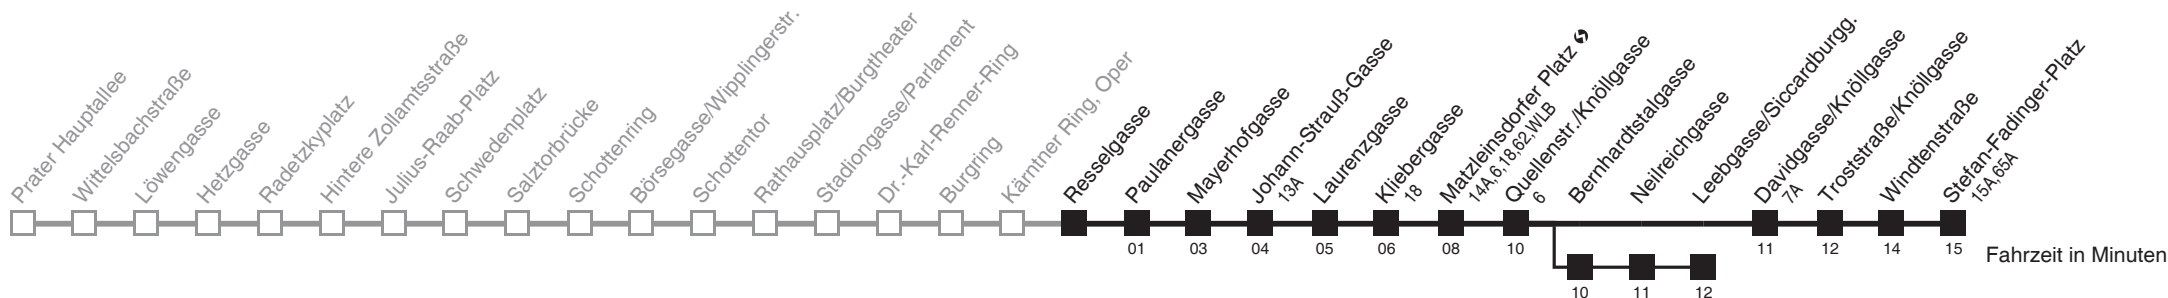 Prater Hauptallee
Wittelsbachstraße
Löwengasse
Hetzgasse
Radetzkyplatz
Hintere Zollamtsstraße
Julius-Raab-Platz
Schwedenplatz
Salztorbrücke
Schottenring
Börsegasse/Wipplingerstr.
Schottentor
Rathausplatz/Burgtheater
Stadiongasse/Parlament
Dr.-Karl-Renner-Ring
Burgring
Kärntner Ring, Oper
Resselgasse
Paulanergasse
Mayerhofgasse
Johann-Strauß-Gasse
13A
Laurenzgasse
Kliebergasse
18
Matzleinsdorfer Platz
14A,6,18,62,WLB
Quellenstr./Knöllgasse
6
Bernhardtstalgasse
Neilreichgasse
Leebgasse/Siccardburgg.
Davidgasse/Knöllgasse
7A
Troststraße/Knöllgasse
Windtenstraße
Stefan-Fadinger-Platz
15A,65A
01 03 04 05 06 08 10 11 12 14 15
Fahrzeit in Minuten
10 11 12